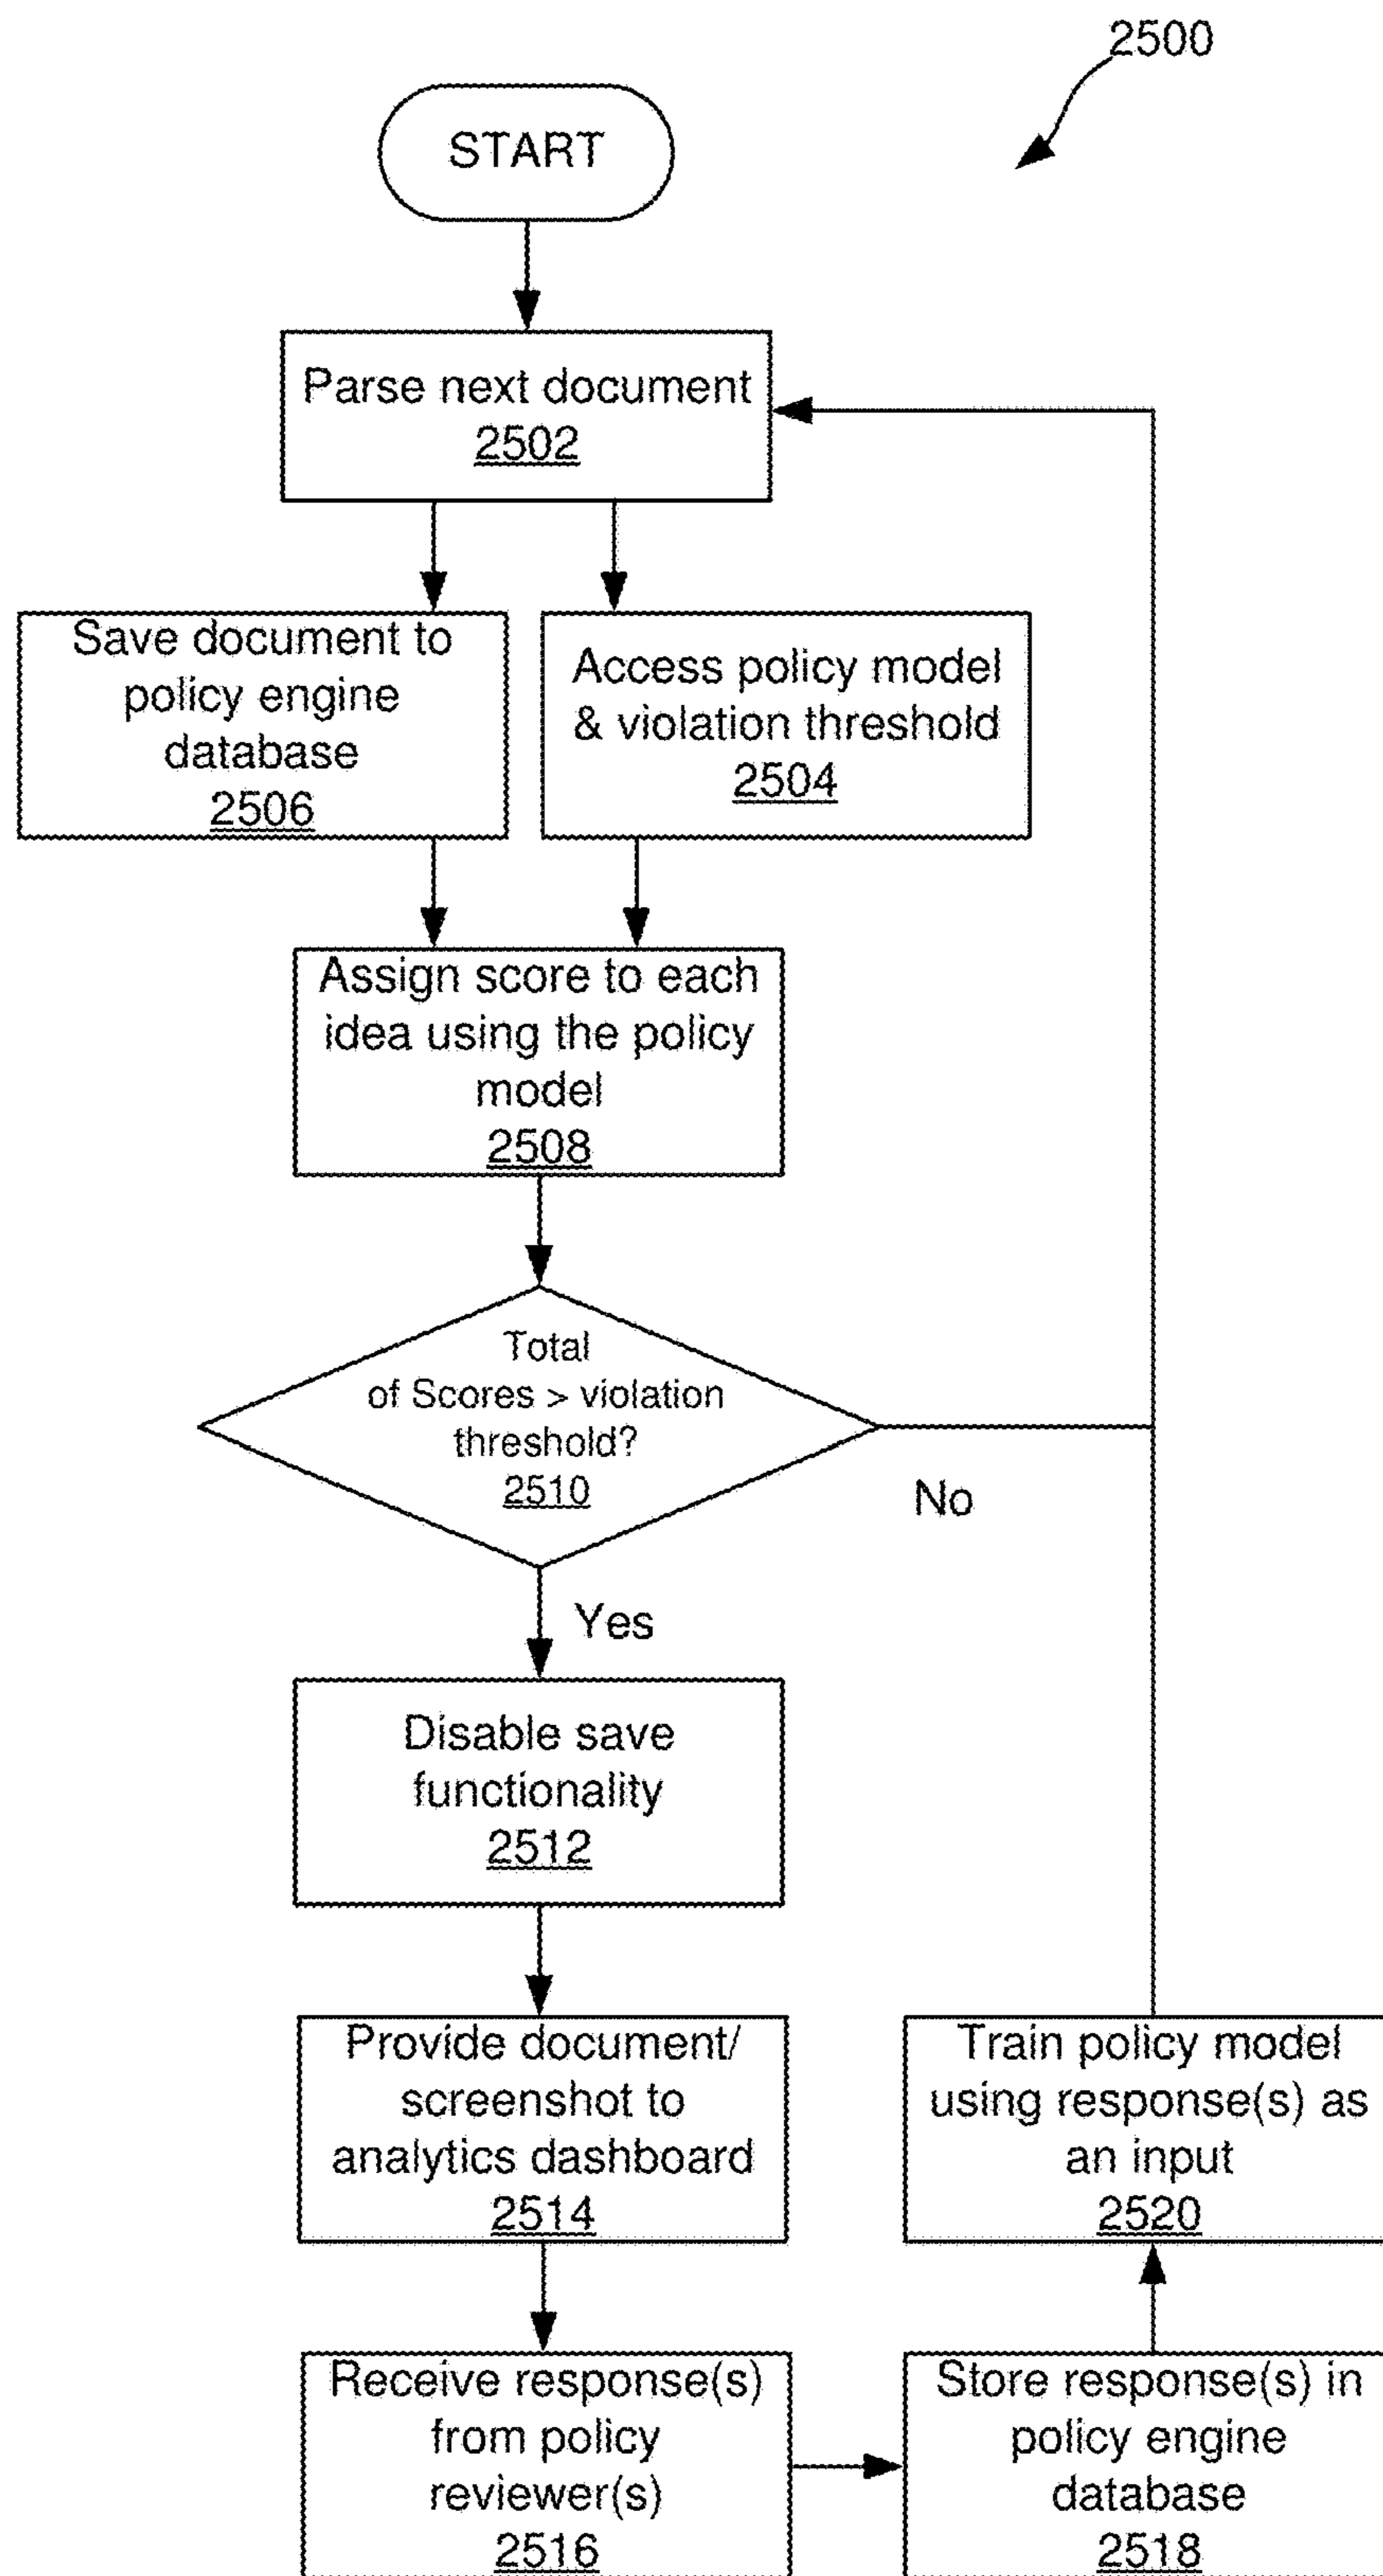 2500
START
Parse next document
2502
Save document to
policy engine
database
2506
Access policy model
& violation threshold
2504
Assign score to each
idea using the policy
model
2508
Total
of Scores > violation
threshold?
2510
No
Yes
Disable save
functionality
2512
Provide document/
screenshot to
analytics dashboard
2514
Train policy model
using response(s) as
an input
2520
Receive response(s)
from policy
reviewer(s)
2516
Store response(s) in
policy engine
database
2518